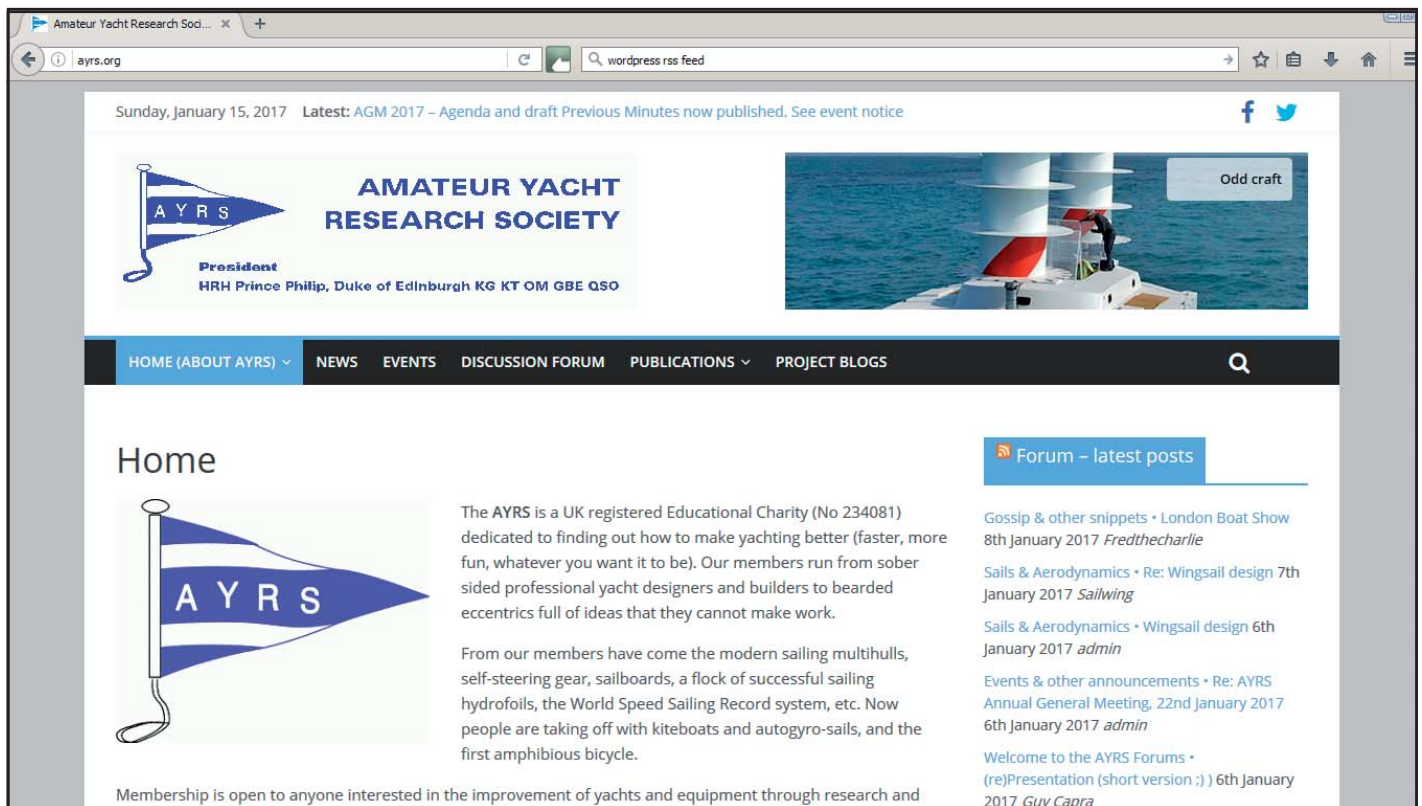 Amateur Yacht Research Soci... × +
ayrs.org
wordpress rss feed
Sunday, January 15, 2017 Latest: AGM 2017 – Agenda and draft Previous Minutes now published. See event notice
AYRS
AMATEUR YACHT
RESEARCH SOCIETY
President
HRH Prince Philip, Duke of Edinburgh KG KT OM GBE QSO
Odd craft
HOME (ABOUT AYRS) NEWS EVENTS DISCUSSION FORUM PUBLICATIONS PROJECT BLOGS
Home
AYRS
The AYRS is a UK registered Educational Charity (No 234081)
dedicated to finding out how to make yachting better (faster, more
fun, whatever you want it to be). Our members run from sober
sided professional yacht designers and builders to bearded
eccentrics full of ideas that they cannot make work.
From our members have come the modern sailing multihulls,
self-steering gear, sailboards, a flock of successful sailing
hydrofoils, the World Speed Sailing Record system, etc. Now
people are taking off with kiteboats and autogyro-sails, and the
first amphibious bicycle.
Membership is open to anyone interested in the improvement of yachts and equipment through research and
Forum – latest posts
Gossip & other snippets • London Boat Show
8th January 2017 Fredthecharlie
Sails & Aerodynamics • Re: Wingsail design 7th
January 2017 Sailwing
Sails & Aerodynamics • Wingsail design 6th
January 2017 admin
Events & other announcements • Re: AYRS
Annual General Meeting, 22nd January 2017
6th January 2017 admin
Welcome to the AYRS Forums •
(re)Presentation (short version ;) ) 6th January
2017 Guy Capra